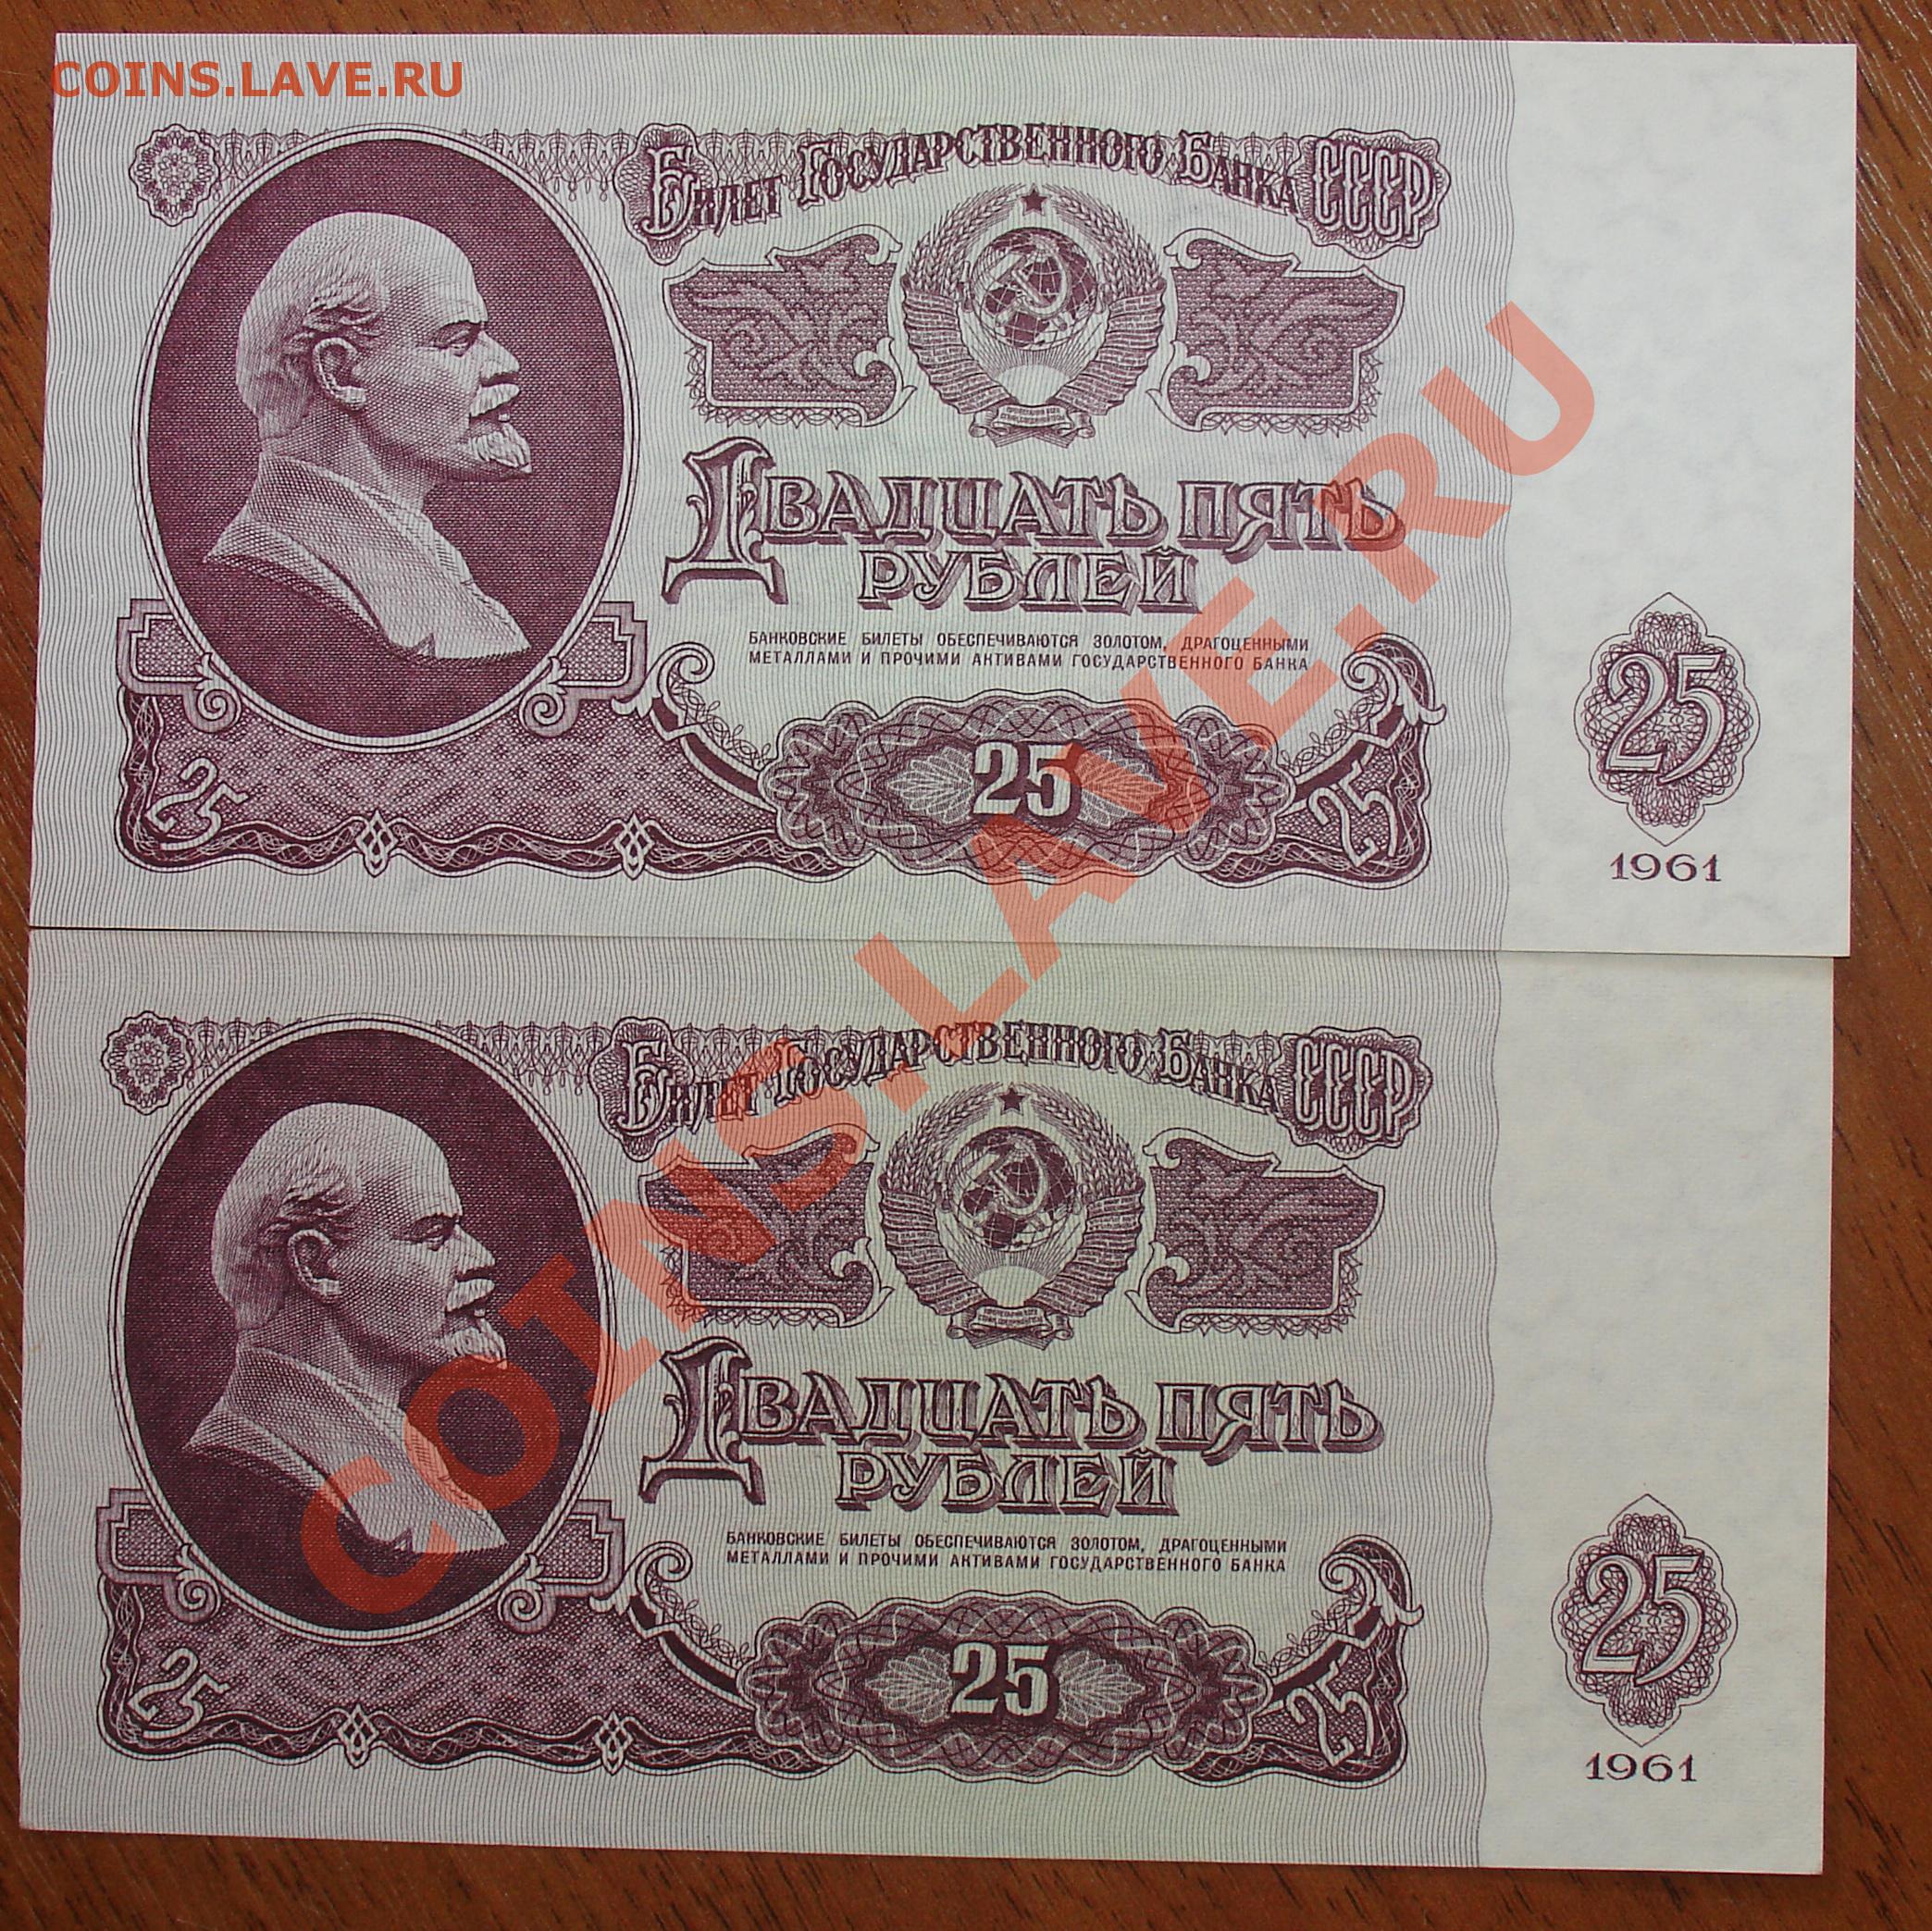 COINS.LAVE.RU
БИЛЕТ ГОСУДАРСТВЕННОГО БАНКА СССР
ДВАДЦАТЬ ПЯТЬ
РУБЛЕЙ
БАНКОВСКИЕ БИЛЕТЫ ОБЕСПЕЧИВАЮТСЯ ЗОЛОТОМ, ДРАГОЦЕННЫМИ
МЕТАЛЛАМИ И ПРОЧИМИ АКТИВАМИ ГОСУДАРСТВЕННОГО БАНКА
25
25
25
25
1961
COINS.LAVE.RU
БИЛЕТ ГОСУДАРСТВЕННОГО БАНКА СССР
ДВАДЦАТЬ ПЯТЬ
РУБЛЕЙ
БАНКОВСКИЕ БИЛЕТЫ ОБЕСПЕЧИВАЮТСЯ ЗОЛОТОМ, ДРАГОЦЕННЫМИ
МЕТАЛЛАМИ И ПРОЧИМИ АКТИВАМИ ГОСУДАРСТВЕННОГО БАНКА
25
25
25
25
1961